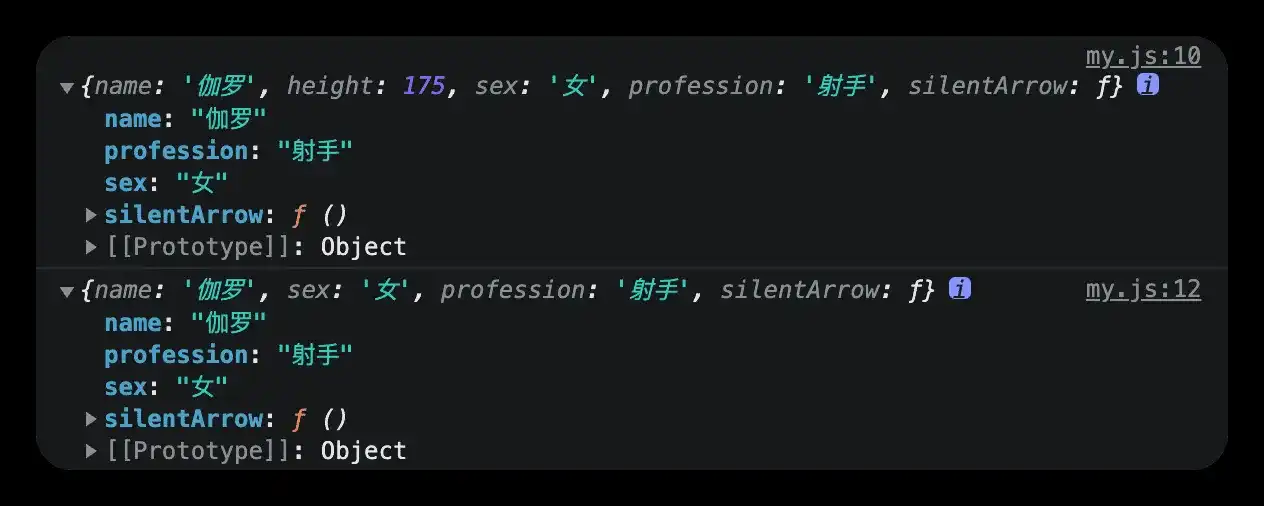 my.js:10
▼{name: '伽罗', height: 175, sex: '女', profession: '射手', silentArrow: ƒ} i
name: "伽罗"
profession: "射手"
sex: "女"
▶silentArrow: ƒ ()
▶[[Prototype]]: Object
▼{name: '伽罗', sex: '女', profession: '射手', silentArrow: ƒ} i my.js:12
name: "伽罗"
profession: "射手"
sex: "女"
▶silentArrow: ƒ ()
▶[[Prototype]]: Object